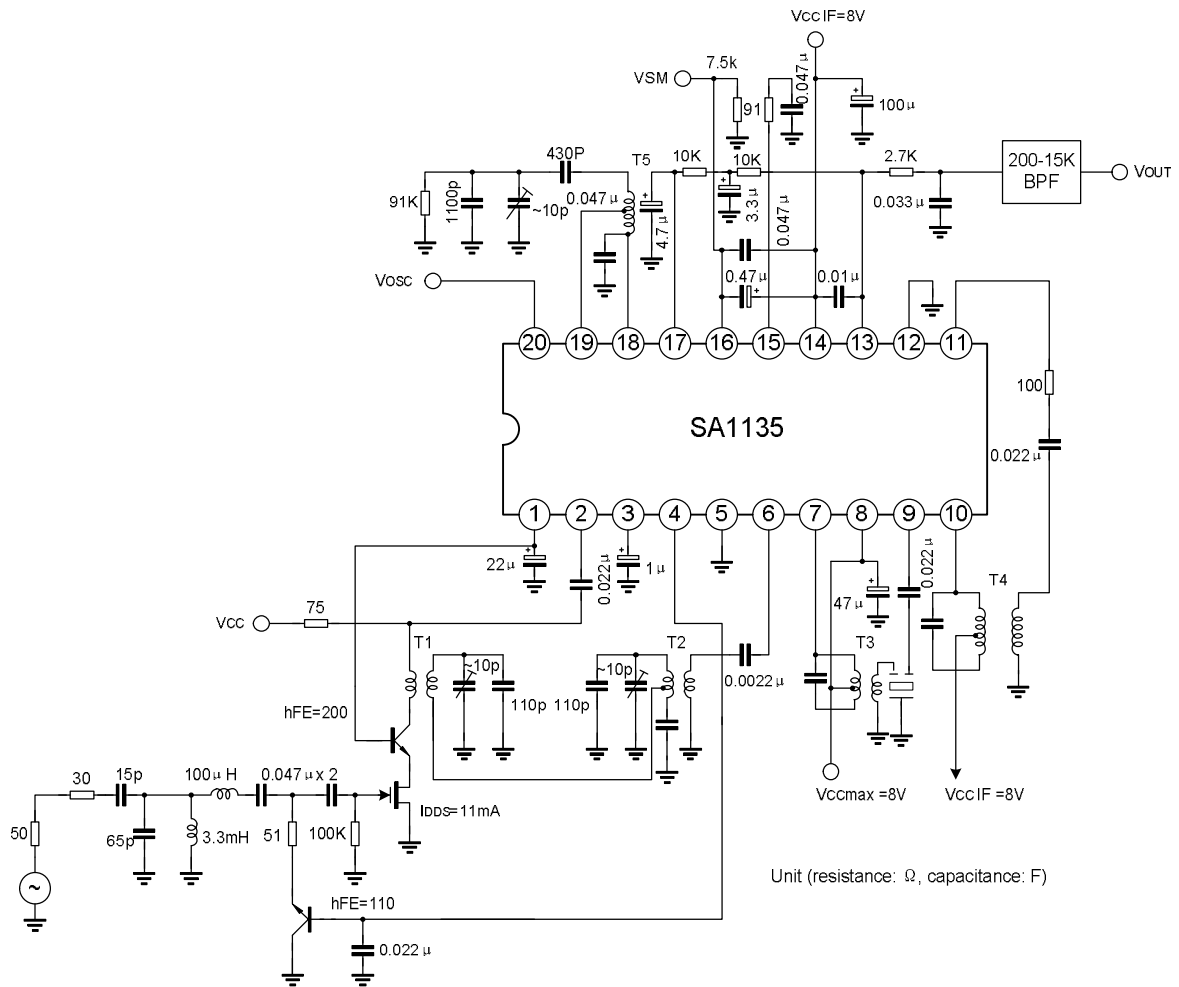 VCC IF=8V
7.5k
VSM
91
0.047μ
100μ
430P
T5
10K
10K
2.7K
200-15K
BPF
VOUT
91K
1100p
~10p
0.047μ
4.7μ
3.3μ
0.047μ
0.033μ
VOSC
0.47μ
0.01μ
20
19
18
17
16
15
14
13
12
11
100
SA1135
0.022μ
1
2
3
4
5
6
7
8
9
10
22μ
0.022μ
1μ
47μ
0.022μ
T4
VCC
75
T1
~10p
110p
110p
~10p
T2
0.0022μ
T3
hFE=200
30
15p
100μH
0.047μx2
IDDS=11mA
VCCmax =8V
VCC IF =8V
50
65p
3.3mH
51
100K
~
Unit (resistance: Ω, capacitance: F)
hFE=110
0.022μ